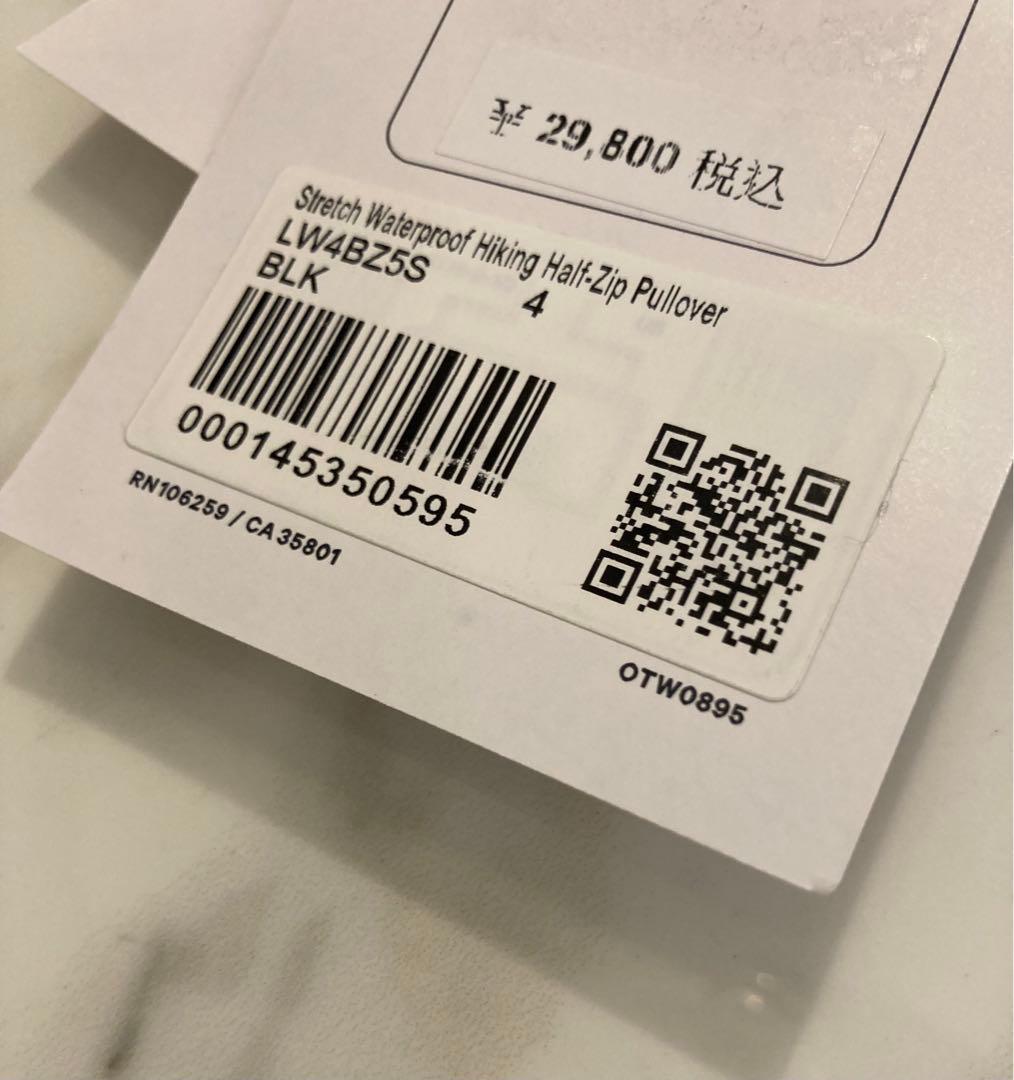 ¥ 29,800 税込
Stretch Waterproof Hiking Half-Zip Pullover
LW4BZ5S
BLK 4
000145350595
RN106259 / CA 35801
OTW0895